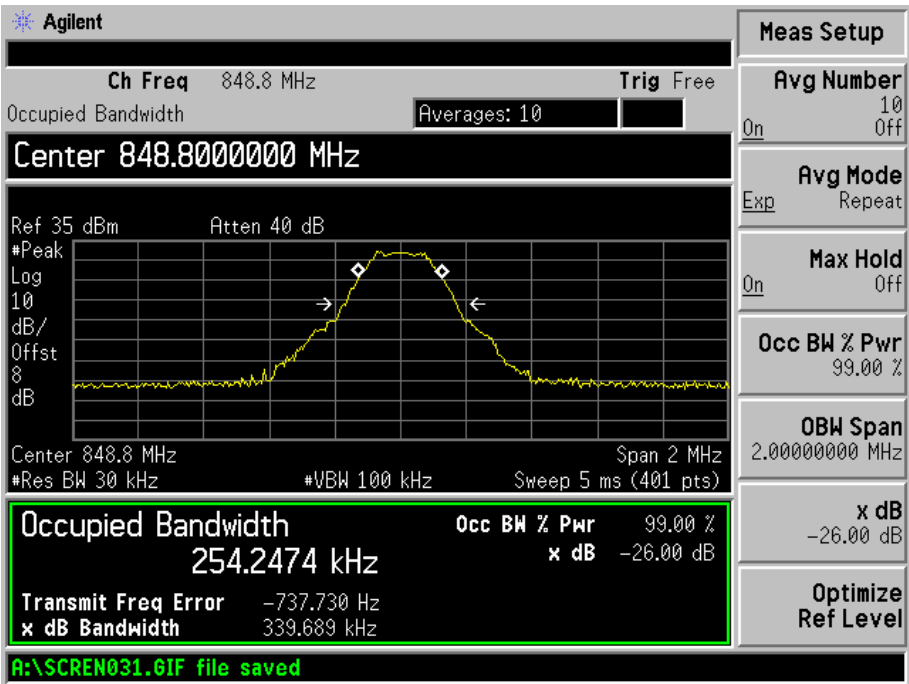 Agilent
Meas Setup
Ch Freq 848.8 MHz Trig Free
Occupied Bandwidth Averages: 10
Center 848.8000000 MHz
Ref 35 dBm Atten 40 dB
#Peak
Log
10
dB/
Offst
8
dB
Center 848.8 MHz Span 2 MHz
#Res BW 30 kHz #VBW 100 kHz Sweep 5 ms (401 pts)
Occupied Bandwidth
254.2474 kHz
Occ BW % Pwr 99.00 %
x dB -26.00 dB
Transmit Freq Error -737.730 Hz
x dB Bandwidth 339.689 kHz
A:\SCREN031.GIF file saved
Avg Number
10
On Off
Avg Mode
Exp Repeat
Max Hold
On Off
Occ BW % Pwr
99.00 %
OBW Span
2.00000000 MHz
x dB
-26.00 dB
Optimize
Ref Level